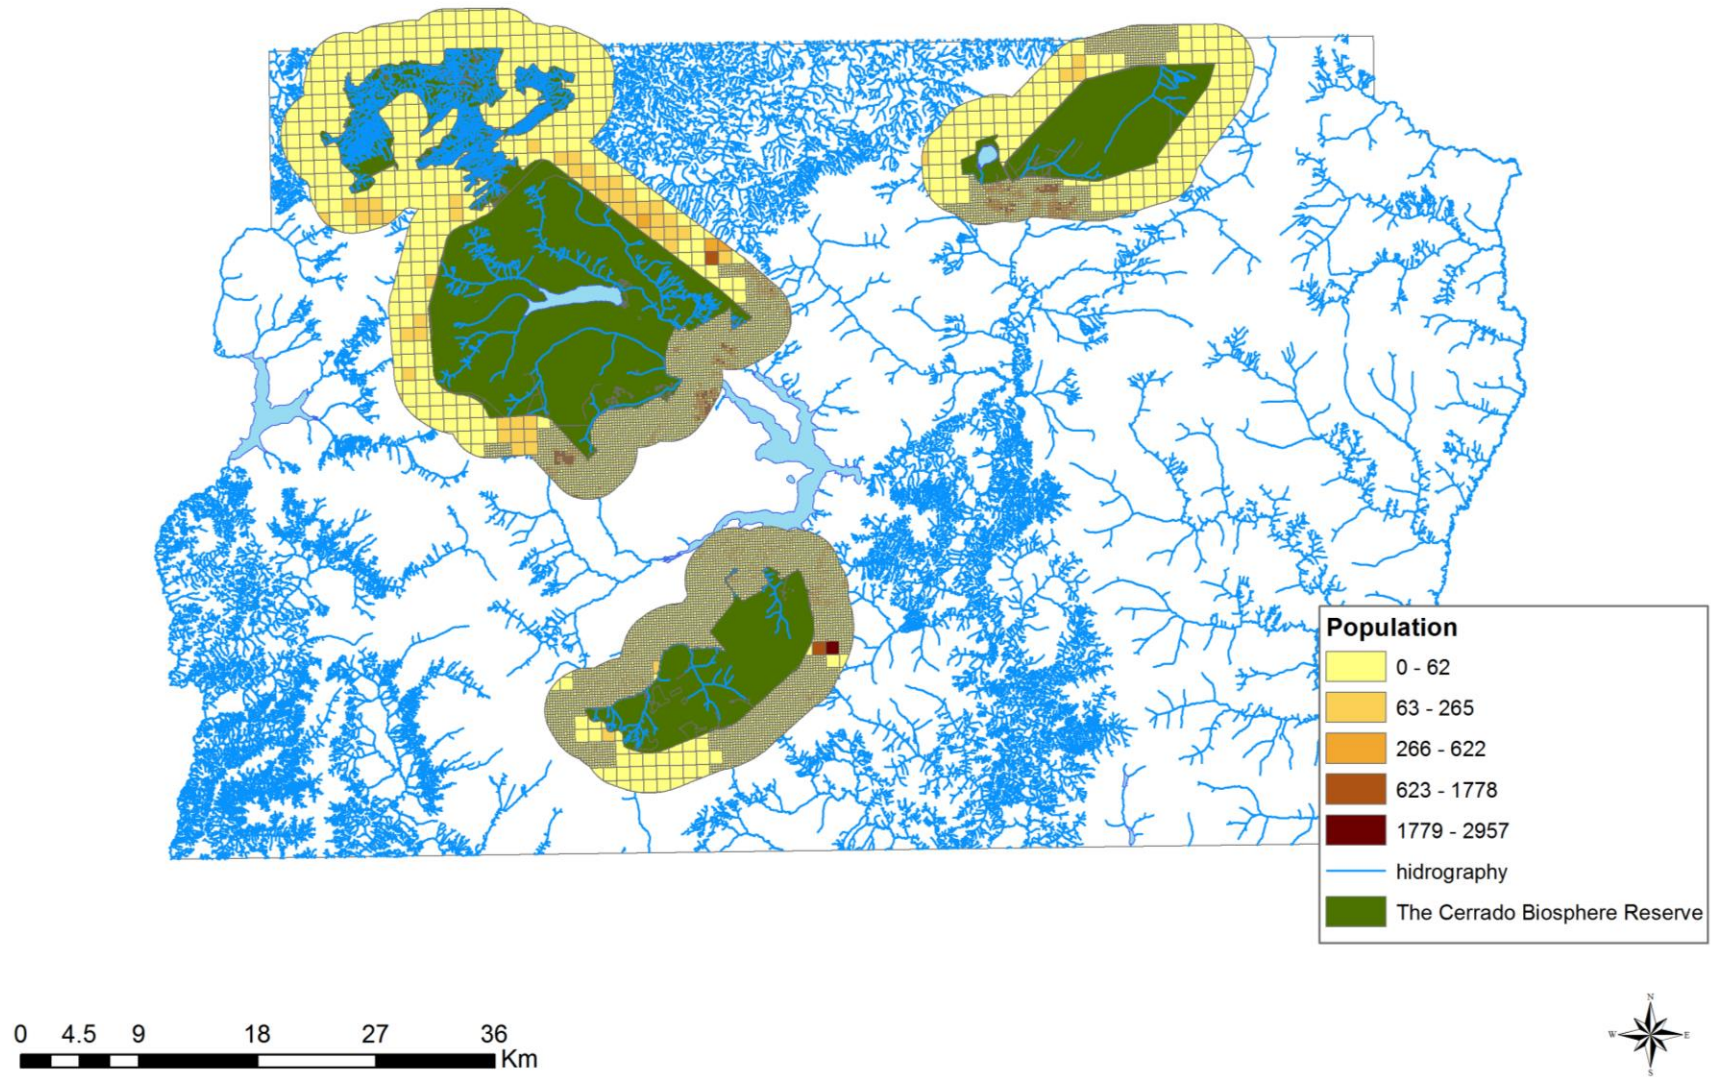 Population
0 - 62
63 - 265
266 - 622
623 - 1778
1779 - 2957
hidrography
The Cerrado Biosphere Reserve
0 4.5 9 18 27 36
Km
N
W E
S